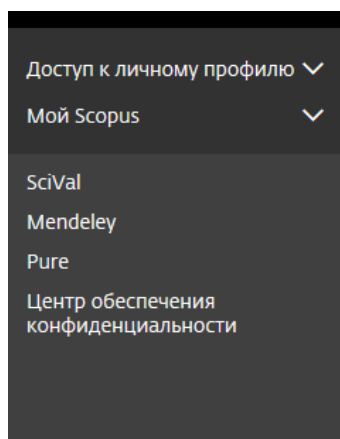 Доступ к личному профилю
Мой Scopus
SciVal
Mendeley
Pure
Центр обеспечения
конфиденциальности